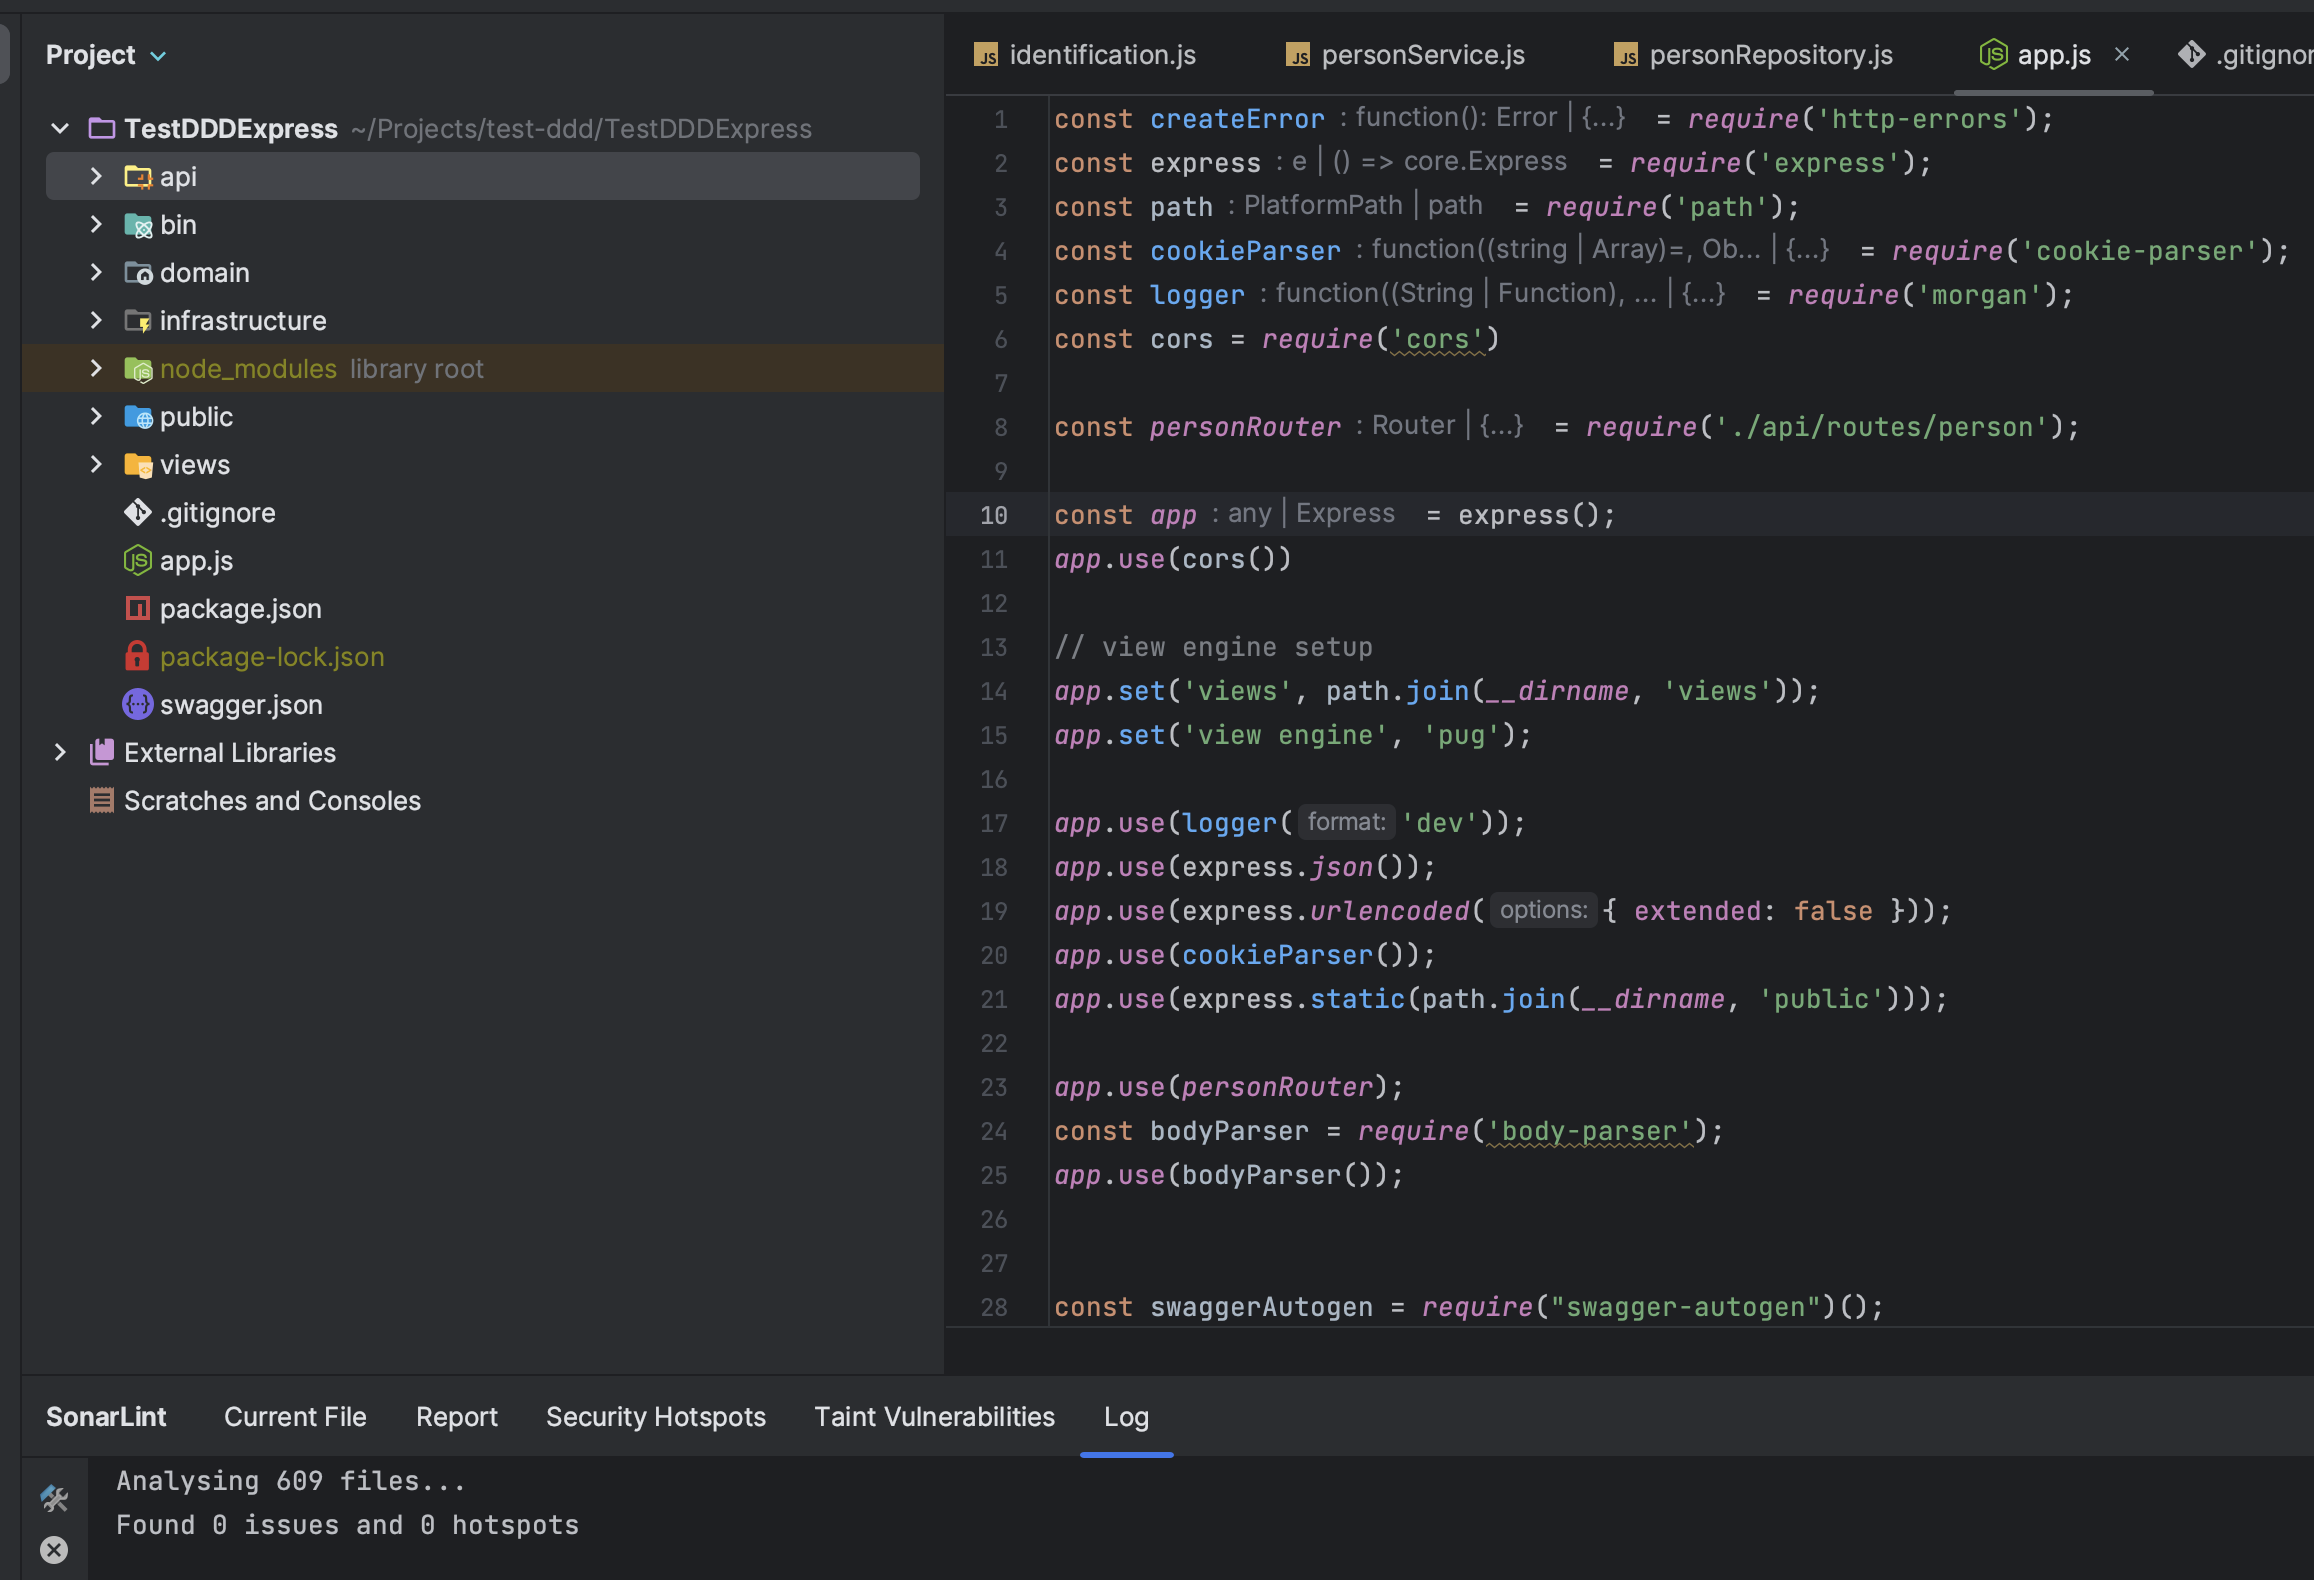 Project
TestDDDExpress ~/Projects/test-ddd/TestDDDExpress
api
bin
domain
infrastructure
node_modules library root
public
views
.gitignore
app.js
package.json
package-lock.json
swagger.json
External Libraries
Scratches and Consoles
identification.js personService.js personRepository.js app.js .gitignor
1 const createError : function(): Error | {...} = require('http-errors');
2 const express : e | () => core.Express = require('express');
3 const path : PlatformPath | path = require('path');
4 const cookieParser : function((string | Array)=, Ob... | {...} = require('cookie-parser');
5 const logger : function((String | Function), ... | {...} = require('morgan');
6 const cors = require('cors')
7
8 const personRouter : Router | {...} = require('./api/routes/person');
9
10 const app : any | Express = express();
11 app.use(cors())
12
13 // view engine setup
14 app.set('views', path.join(__dirname, 'views'));
15 app.set('view engine', 'pug');
16
17 app.use(logger( format: 'dev'));
18 app.use(express.json());
19 app.use(express.urlencoded( options: { extended: false }));
20 app.use(cookieParser());
21 app.use(express.static(path.join(__dirname, 'public')));
22
23 app.use(personRouter);
24 const bodyParser = require('body-parser');
25 app.use(bodyParser());
26
27
28 const swaggerAutogen = require("swagger-autogen")();
SonarLint Current File Report Security Hotspots Taint Vulnerabilities Log
Analysing 609 files...
Found 0 issues and 0 hotspots